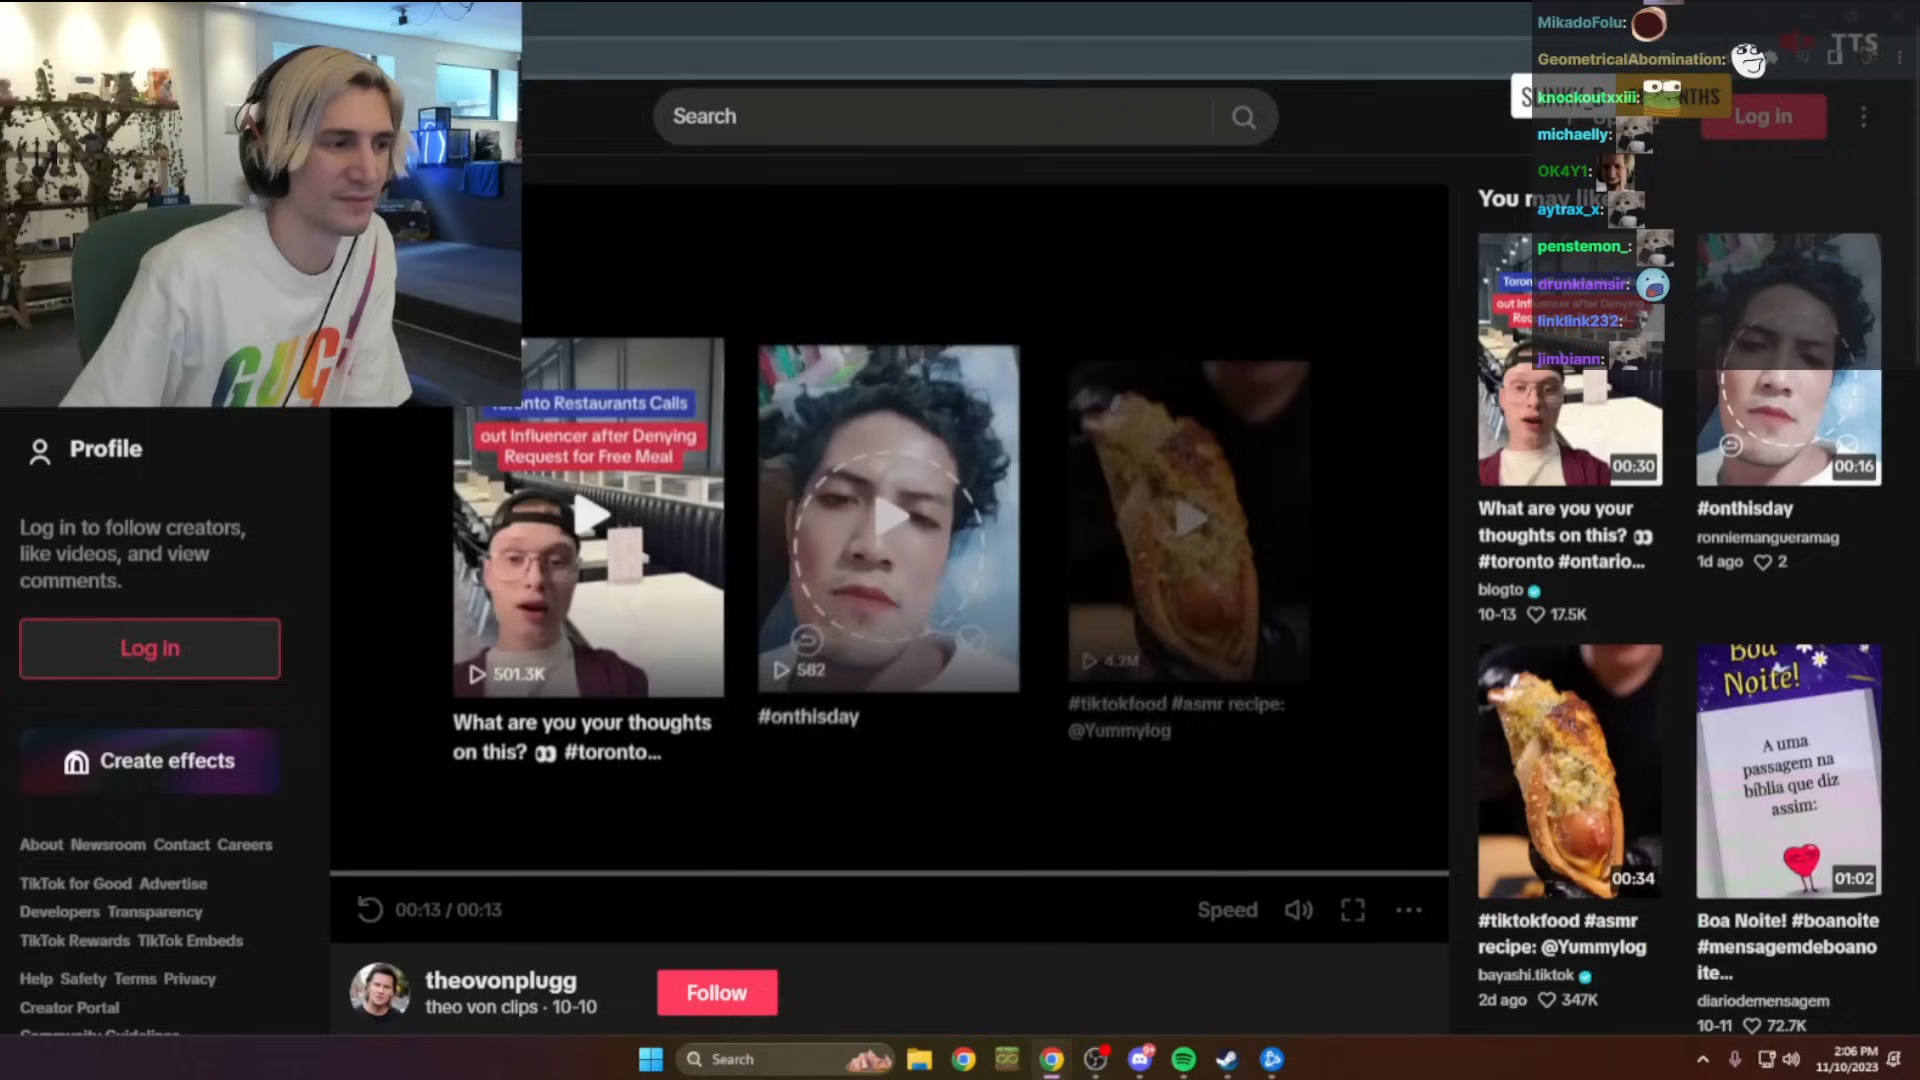 Search
TTS
MikadoFolu:
GeometricalAbomination:
knockoutxxiii:
NTHS
michaelly:
Log in
OK4Y1:
You may like
aytrax_x:
penstemon_:
drunkiamsir:
linklink232:
jimbiann:
GUC
Toronto Restaurants Calls
out Influencer after Denying
Request for Free Meal
Profile
Log in to follow creators,
like videos, and view
comments.
Log in
Create effects
About Newsroom Contact Careers
TikTok for Good Advertise
Developers Transparency
TikTok Rewards TikTok Embeds
Help Safety Terms Privacy
Creator Portal
Community Guidelines
501.3K
What are you your thoughts
on this? 👀 #toronto...
582
#onthisday
4.2M
#tiktokfood #asmr recipe:
@Yummylog
00:13 / 00:13
Speed
theovonplugg
theo von clips · 10-10
Follow
00:30
What are you your
thoughts on this? 👀
#toronto #ontario...
blogto
10-13 17.5K
00:16
#onthisday
ronniemangueramag
1d ago 2
00:34
#tiktokfood #asmr
recipe: @Yummylog
bayashi.tiktok
2d ago 347K
Boa
Noite!
A uma
passagem na
bíblia que diz
assim:
01:02
Boa Noite! #boanoite
#mensagemdeboano
ite...
diariodemensagem
10-11 72.7K
Search
2:06 PM
11/10/2023